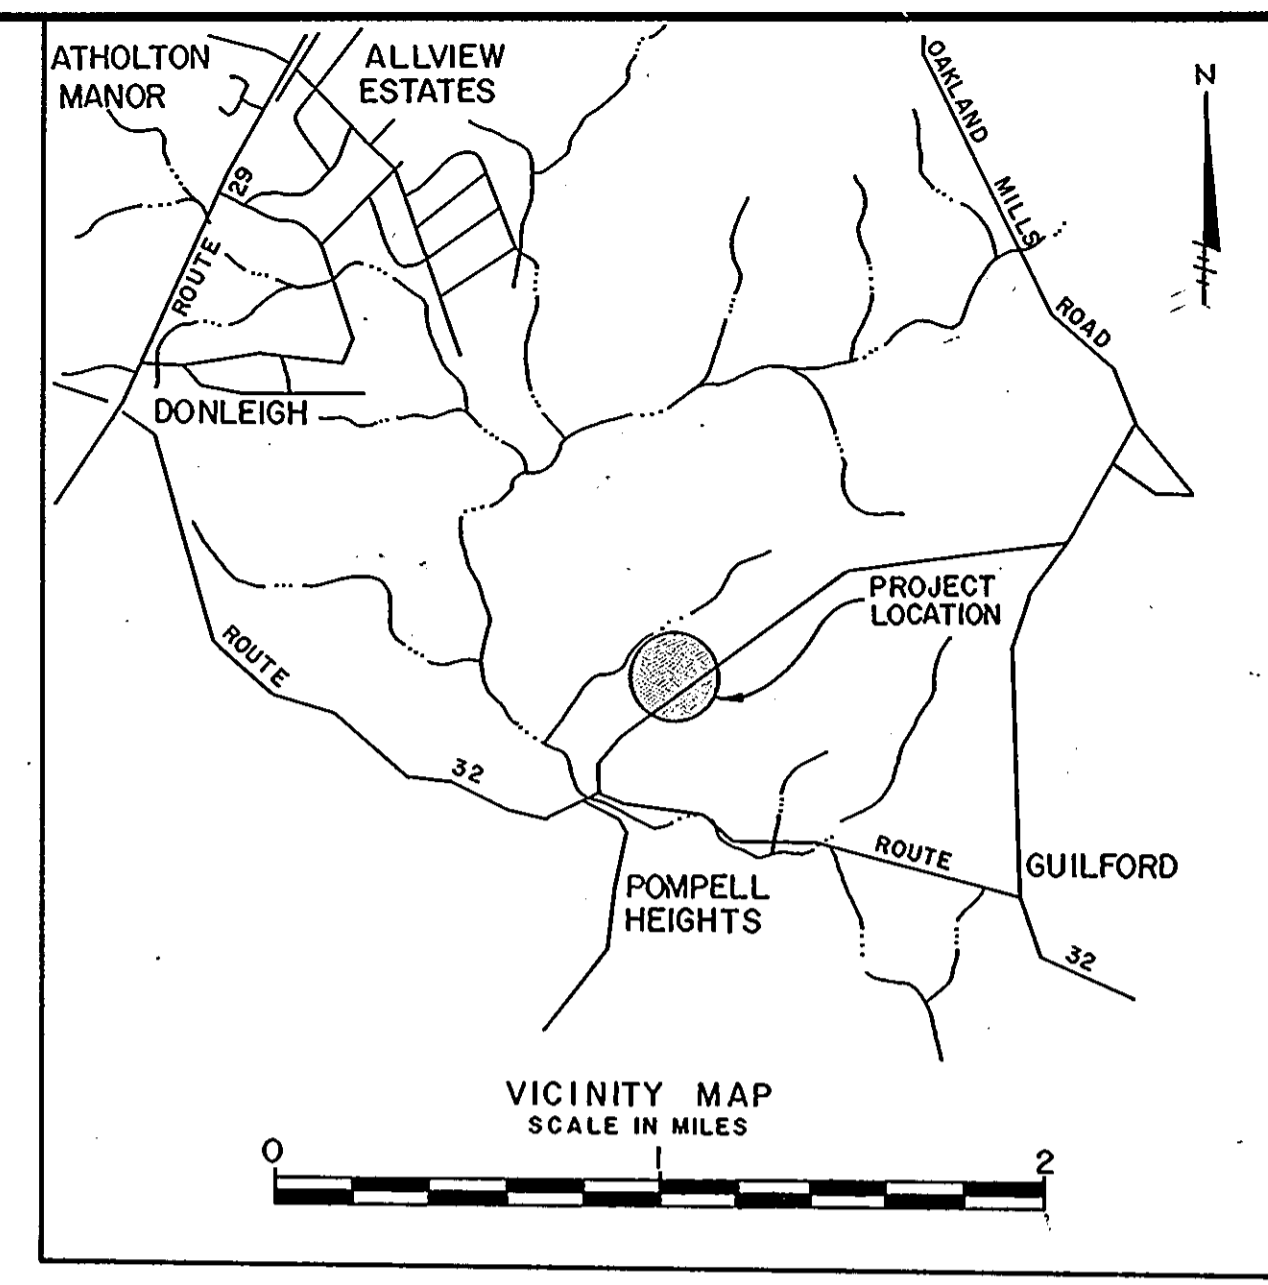 ATHOLTON
MANOR
ALLVIEW
ESTATES
OAKLAND MILLS ROAD
N
ROUTE 29
DONLEIGH
PROJECT
LOCATION
ROUTE 32
ROUTE 32
GUILFORD
POMPELL
HEIGHTS
VICINITY MAP
SCALE IN MILES
0 1 2